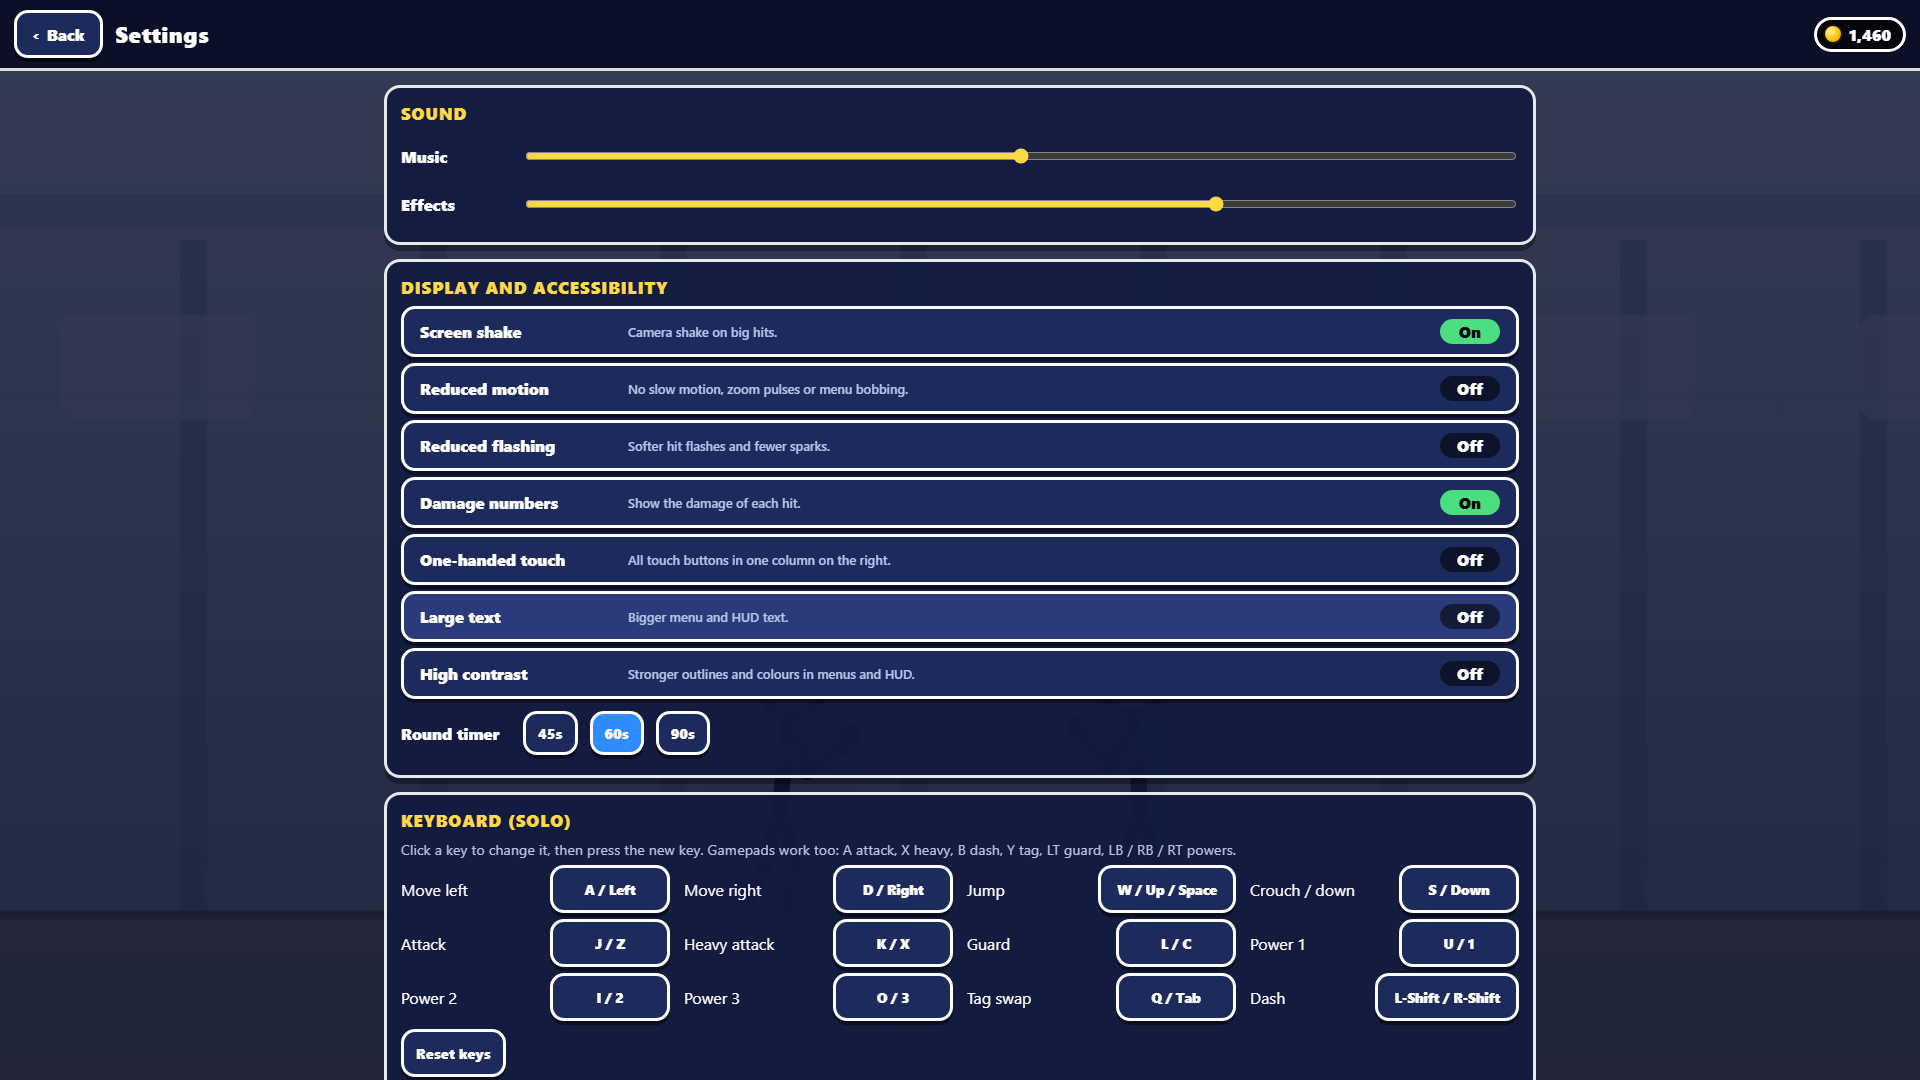 ‹ Back
Settings
1,460
SOUND
Music
Effects
DISPLAY AND ACCESSIBILITY
Screen shake Camera shake on big hits. On
Reduced motion No slow motion, zoom pulses or menu bobbing. Off
Reduced flashing Softer hit flashes and fewer sparks. Off
Damage numbers Show the damage of each hit. On
One-handed touch All touch buttons in one column on the right. Off
Large text Bigger menu and HUD text. Off
High contrast Stronger outlines and colours in menus and HUD. Off
Round timer 45s 60s 90s
KEYBOARD (SOLO)
Click a key to change it, then press the new key. Gamepads work too: A attack, X heavy, B dash, Y tag, LT guard, LB / RB / RT powers.
Move left A / Left Move right D / Right Jump W / Up / Space Crouch / down S / Down
Attack J / Z Heavy attack K / X Guard L / C Power 1 U / 1
Power 2 I / 2 Power 3 O / 3 Tag swap Q / Tab Dash L-Shift / R-Shift
Reset keys